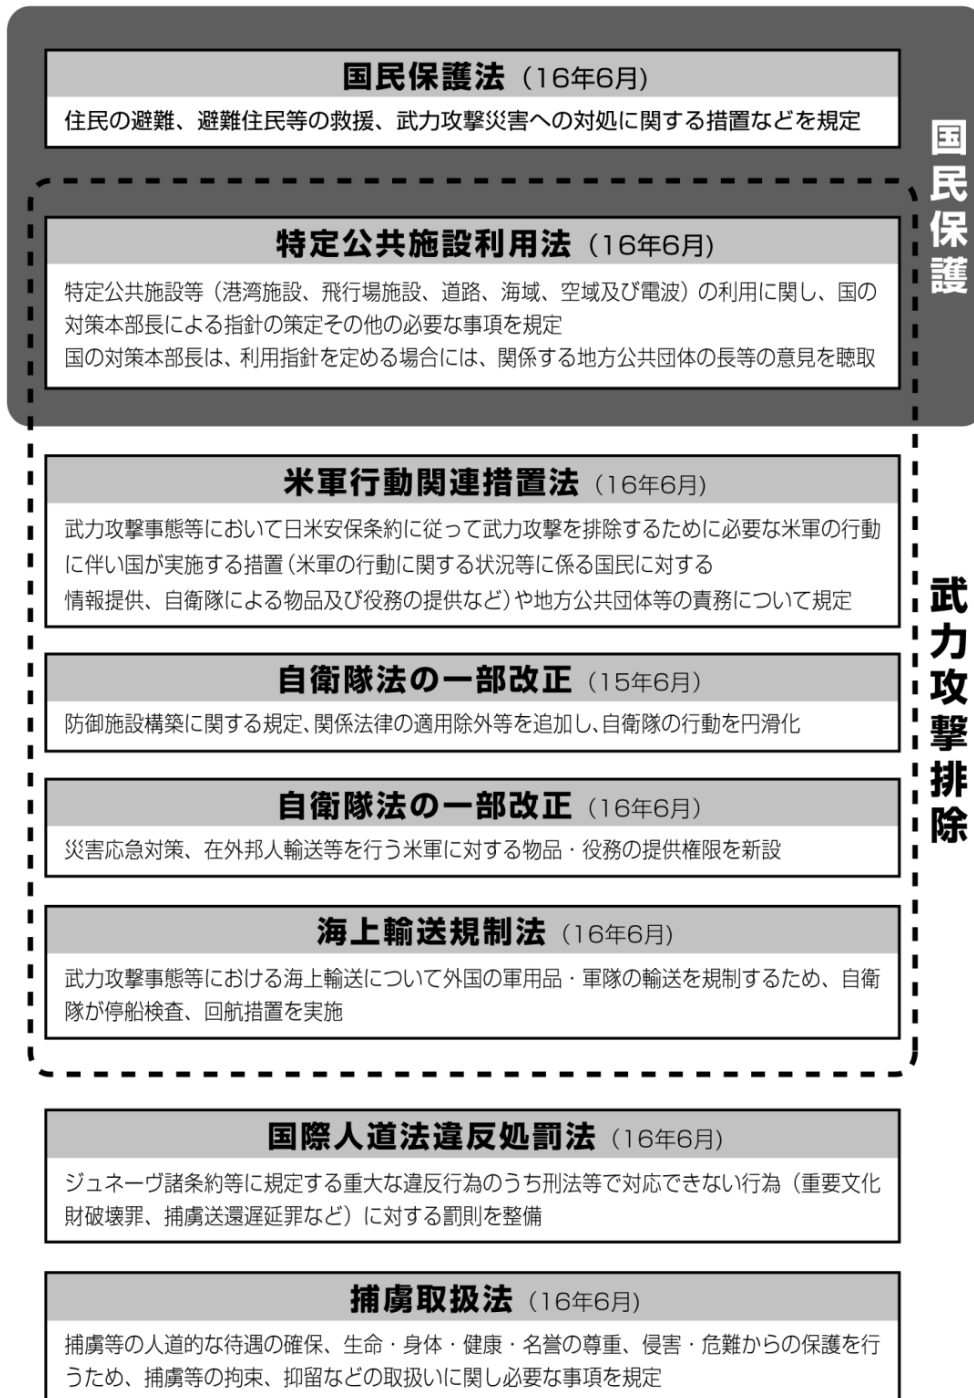 国民保護法（16年6月)
住民の避難、避難住民等の救援、武力攻撃災害への対処に関する措置などを規定
国民保護
特定公共施設利用法（16年6月)
特定公共施設等（港湾施設、飛行場施設、道路、海域、空域及び電波）の利用に関し、国の
対策本部長による指針の策定その他の必要な事項を規定
国の対策本部長は、利用指針を定める場合には、関係する地方公共団体の長等の意見を聴取
米軍行動関連措置法（16年6月)
武力攻撃事態等において日米安保条約に従って武力攻撃を排除するために必要な米軍の行動
に伴い国が実施する措置（米軍の行動に関する状況等に係る国民に対する
情報提供、自衛隊による物品及び役務の提供など）や地方公共団体等の責務について規定
武力攻撃排除
自衛隊法の一部改正（15年6月）
防御施設構築に関する規定、関係法律の適用除外等を追加し、自衛隊の行動を円滑化
自衛隊法の一部改正（16年6月）
災害応急対策、在外邦人輸送等を行う米軍に対する物品・役務の提供権限を新設
海上輸送規制法（16年6月)
武力攻撃事態等における海上輸送について外国の軍用品・軍隊の輸送を規制するため、自衛
隊が停船検査、回航措置を実施
国際人道法違反処罰法（16年6月)
ジュネーヴ諸条約等に規定する重大な違反行為のうち刑法等で対応できない行為（重要文化
財破壊罪、捕虜送還遅延罪など）に対する罰則を整備
捕虜取扱法（16年6月)
捕虜等の人道的な待遇の確保、生命・身体・健康・名誉の尊重、侵害・危難からの保護を行
うため、捕虜等の拘束、抑留などの取扱いに関し必要な事項を規定